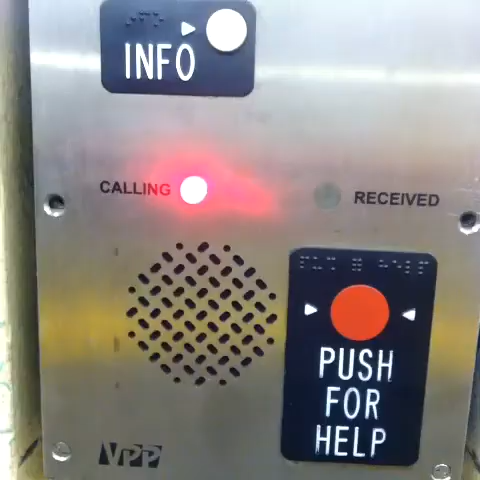 INFO
CALLING
RECEIVED
PUSH
FOR
HELP
VPP